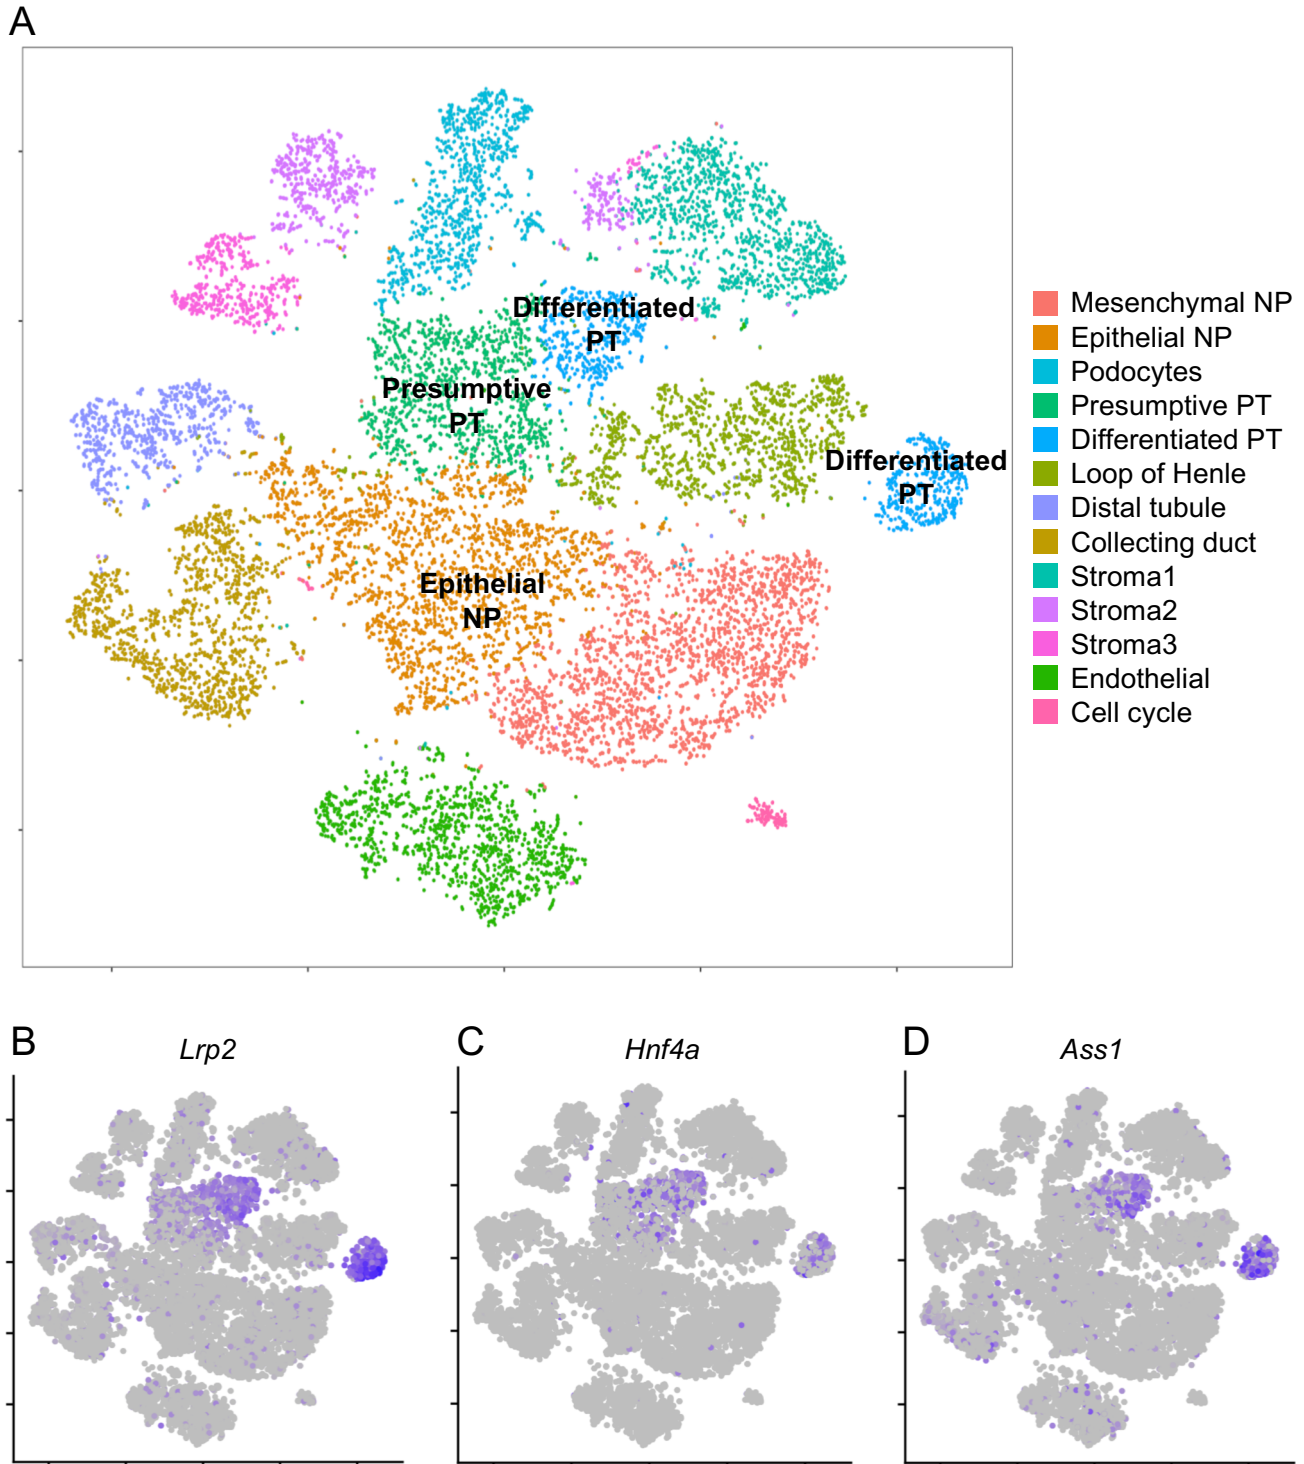 A
Differentiated
PT
Presumptive
PT
Differentiated
PT
Epithelial
NP
Mesenchymal NP
Epithelial NP
Podocytes
Presumptive PT
Differentiated PT
Loop of Henle
Distal tubule
Collecting duct
Stroma1
Stroma2
Stroma3
Endothelial
Cell cycle
B
Lrp2
C
Hnf4a
D
Ass1